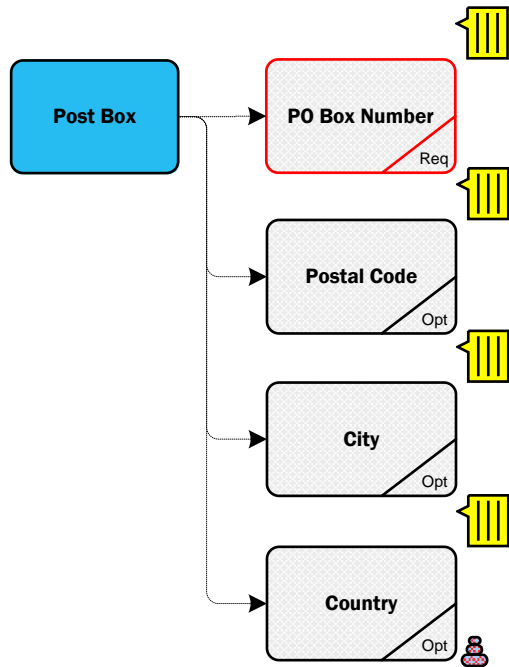 Post Box
PO Box Number
Req
Postal Code
Opt
City
Opt
Country
Opt